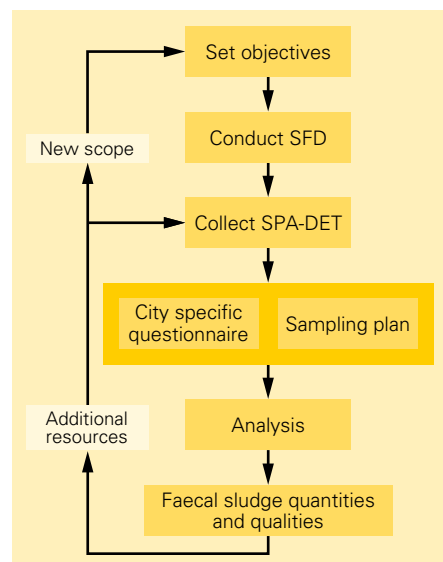 Set objectives
Conduct SFD
New scope
Collect SPA-DET
City specific
questionnaire
Sampling plan
Additional
resources
Analysis
Faecal sludge quantities
and qualities